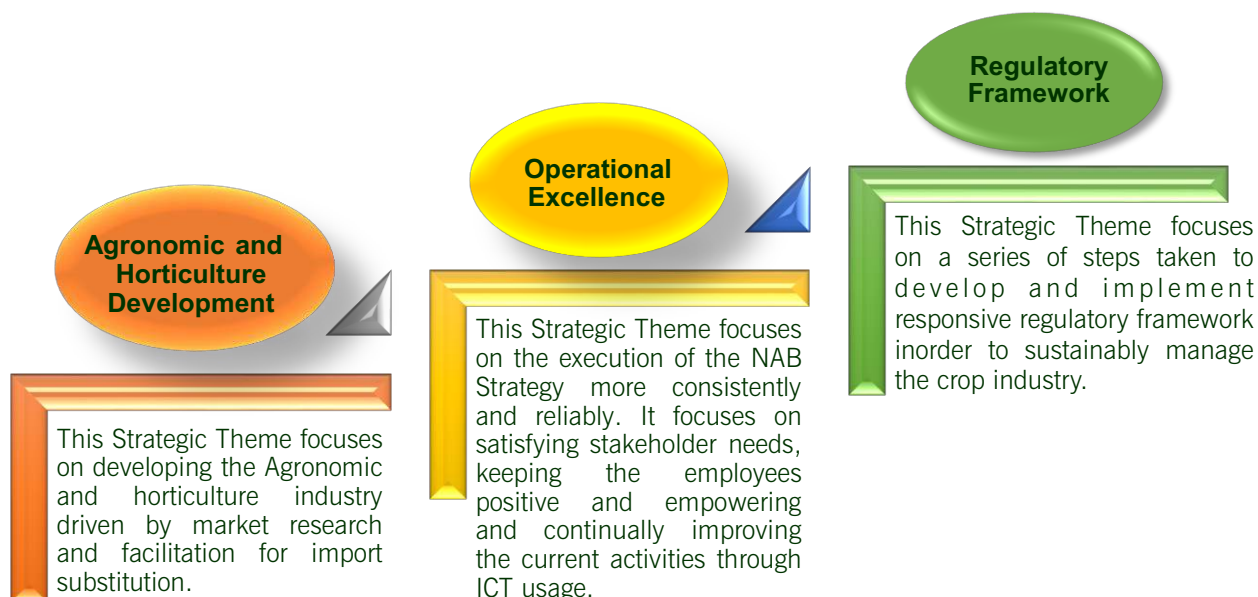 Agronomic and
Horticulture
Development
This Strategic Theme focuses
on developing the Agronomic
and horticulture industry
driven by market research
and facilitation for import
substitution.
Operational
Excellence
This Strategic Theme focuses
on the execution of the NAB
Strategy more consistently
and reliably. It focuses on
satisfying stakeholder needs,
keeping the employees
positive and empowering
and continually improving
the current activities through
ICT usage.
Regulatory
Framework
This Strategic Theme focuses
on a series of steps taken to
develop and implement
responsive regulatory framework
inorder to sustainably manage
the crop industry.